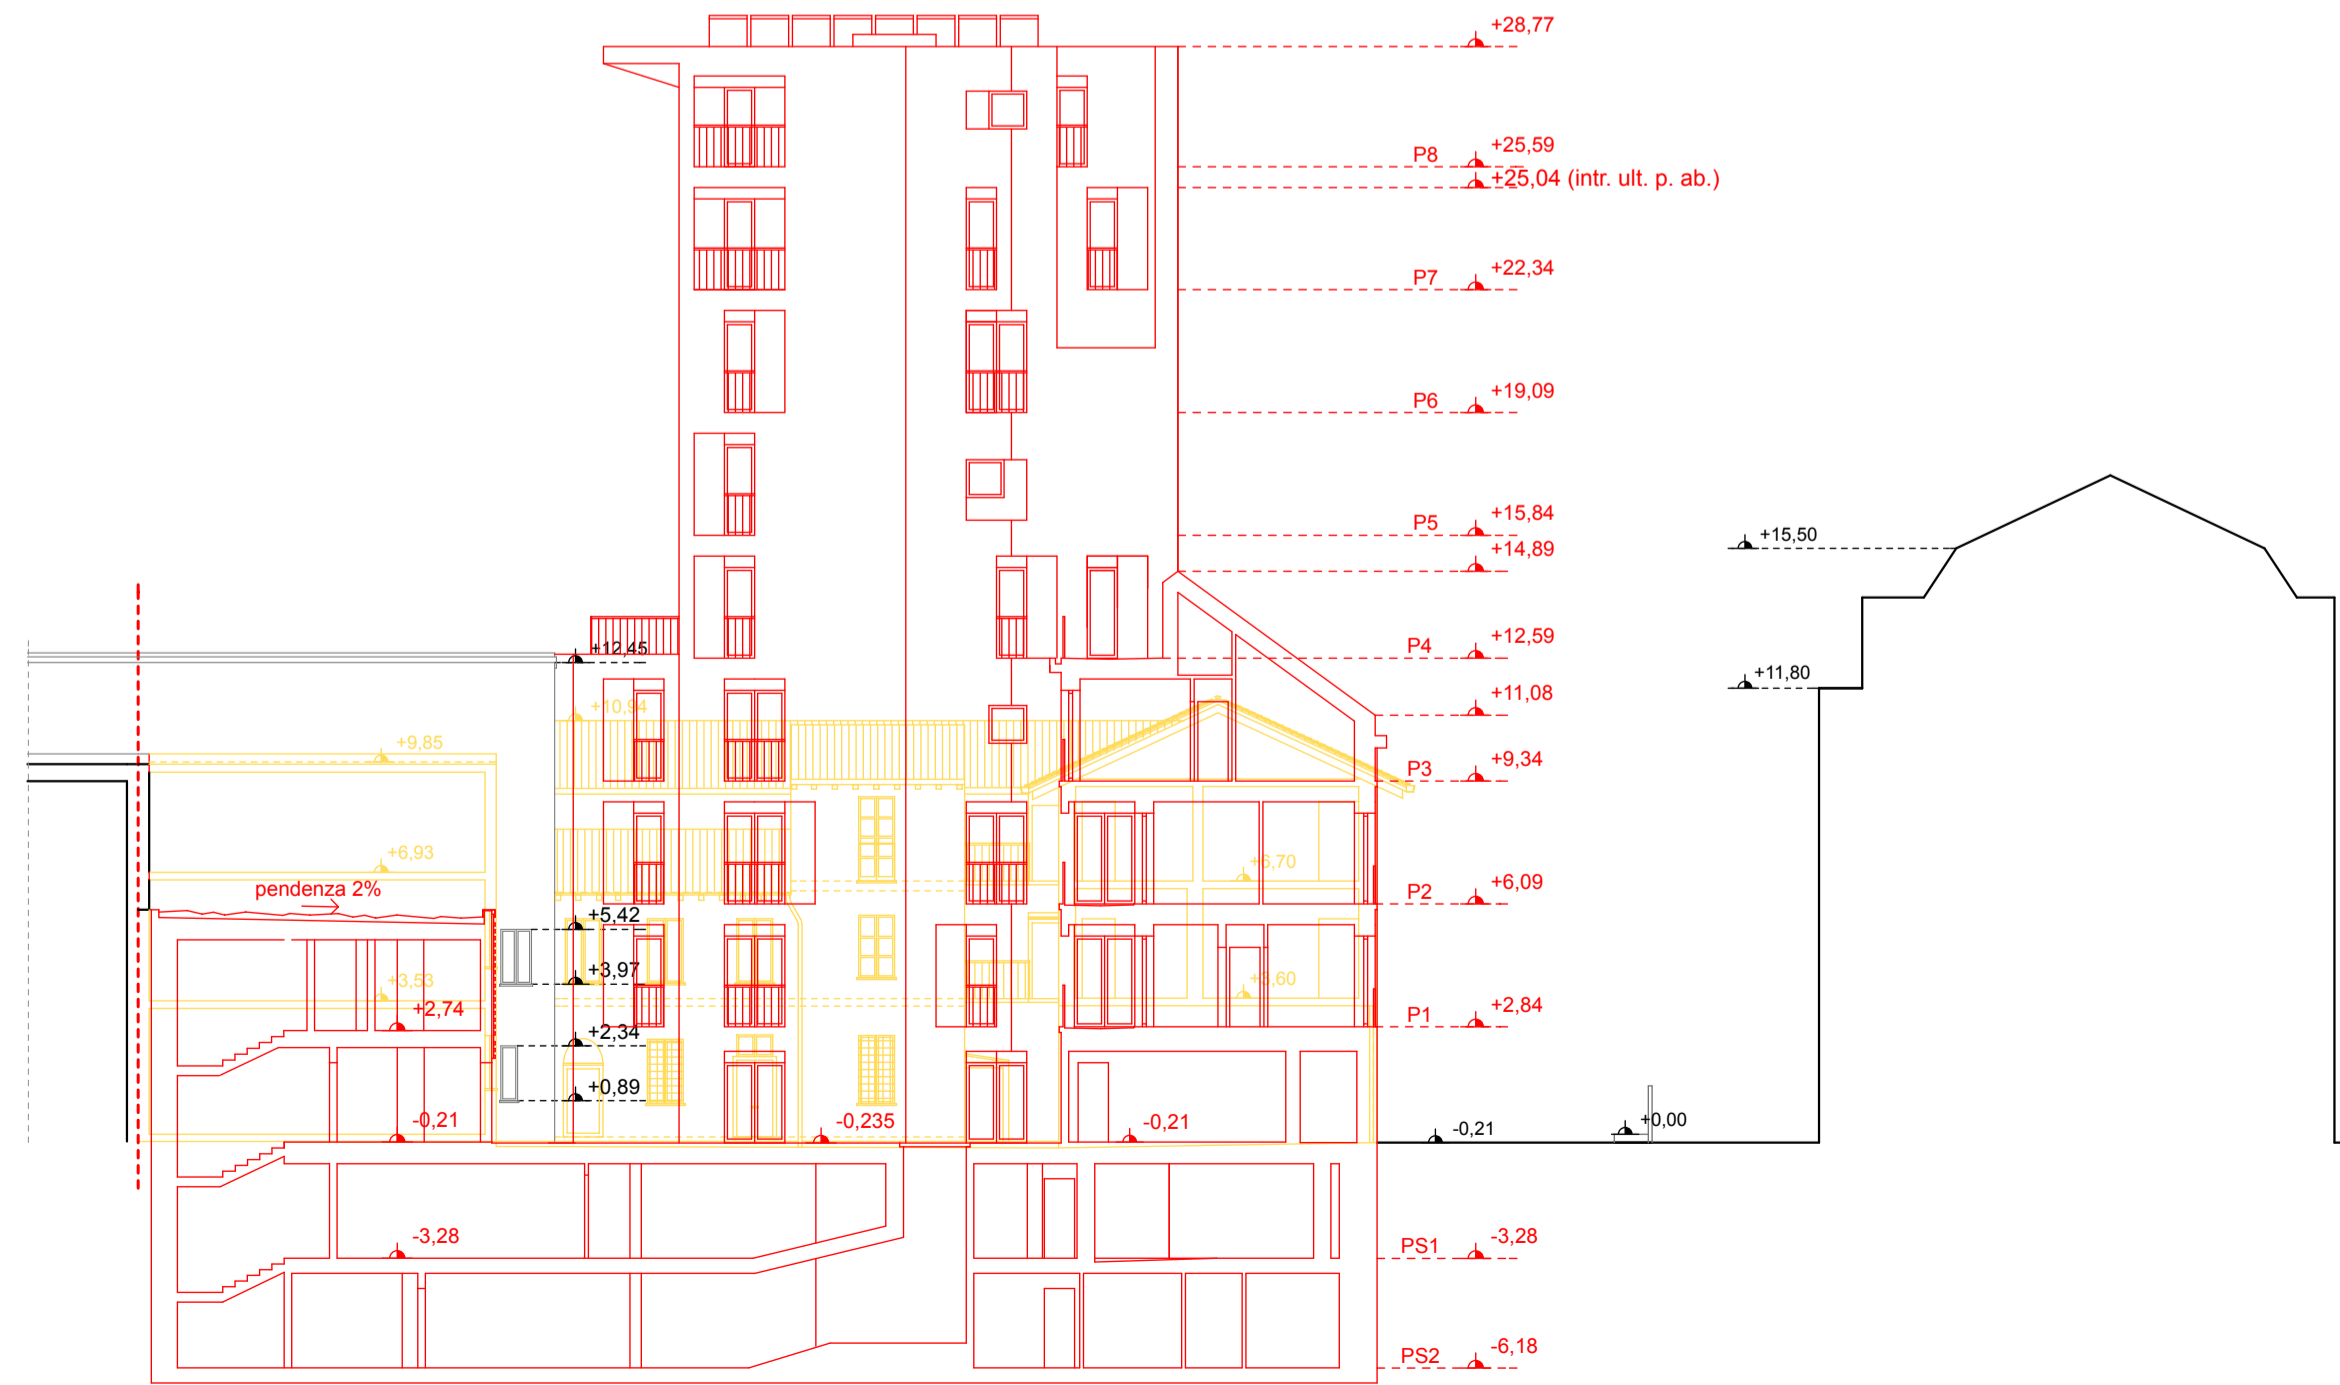 +28,77
P8 +25,59
+25,04 (intr. ult. p. ab.)
P7 +22,34
P6 +19,09
P5 +15,84
+15,50
+14,89
P4 +12,59
+12,45
+11,80
+11,08
+10,94
+9,85
P3 +9,34
+6,93
+6,70
pendenza 2%
P2 +6,09
+5,42
+3,97
+3,53
+3,60
+2,74
P1 +2,84
+2,34
+0,89
-0,21
-0,235
-0,21
-0,21
+0,00
-3,28
PS1 -3,28
PS2 -6,18